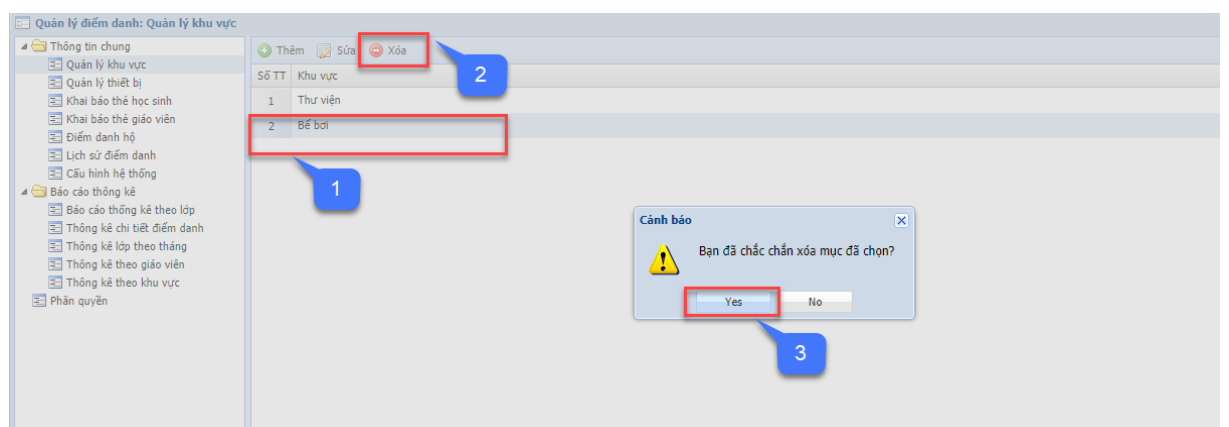 Quản lý điểm danh: Quản lý khu vực
Thông tin chung
Quản lý khu vực
Quản lý thiết bị
Khai báo thẻ học sinh
Khai báo thẻ giáo viên
Điểm danh hộ
Lịch sử điểm danh
Cấu hình hệ thống
Báo cáo thông kê
Báo cáo thống kê theo lớp
Thông kê chi tiết điểm danh
Thông kê lớp theo tháng
Thông kê theo giáo viên
Thông kê theo khu vực
Phân quyền
Thêm Sửa Xóa
2
Số TT Khu vực
1 Thư viện
2 Bể bơi
1
Cảnh báo
Bạn đã chắc chắn xóa mục đã chọn?
Yes No
3